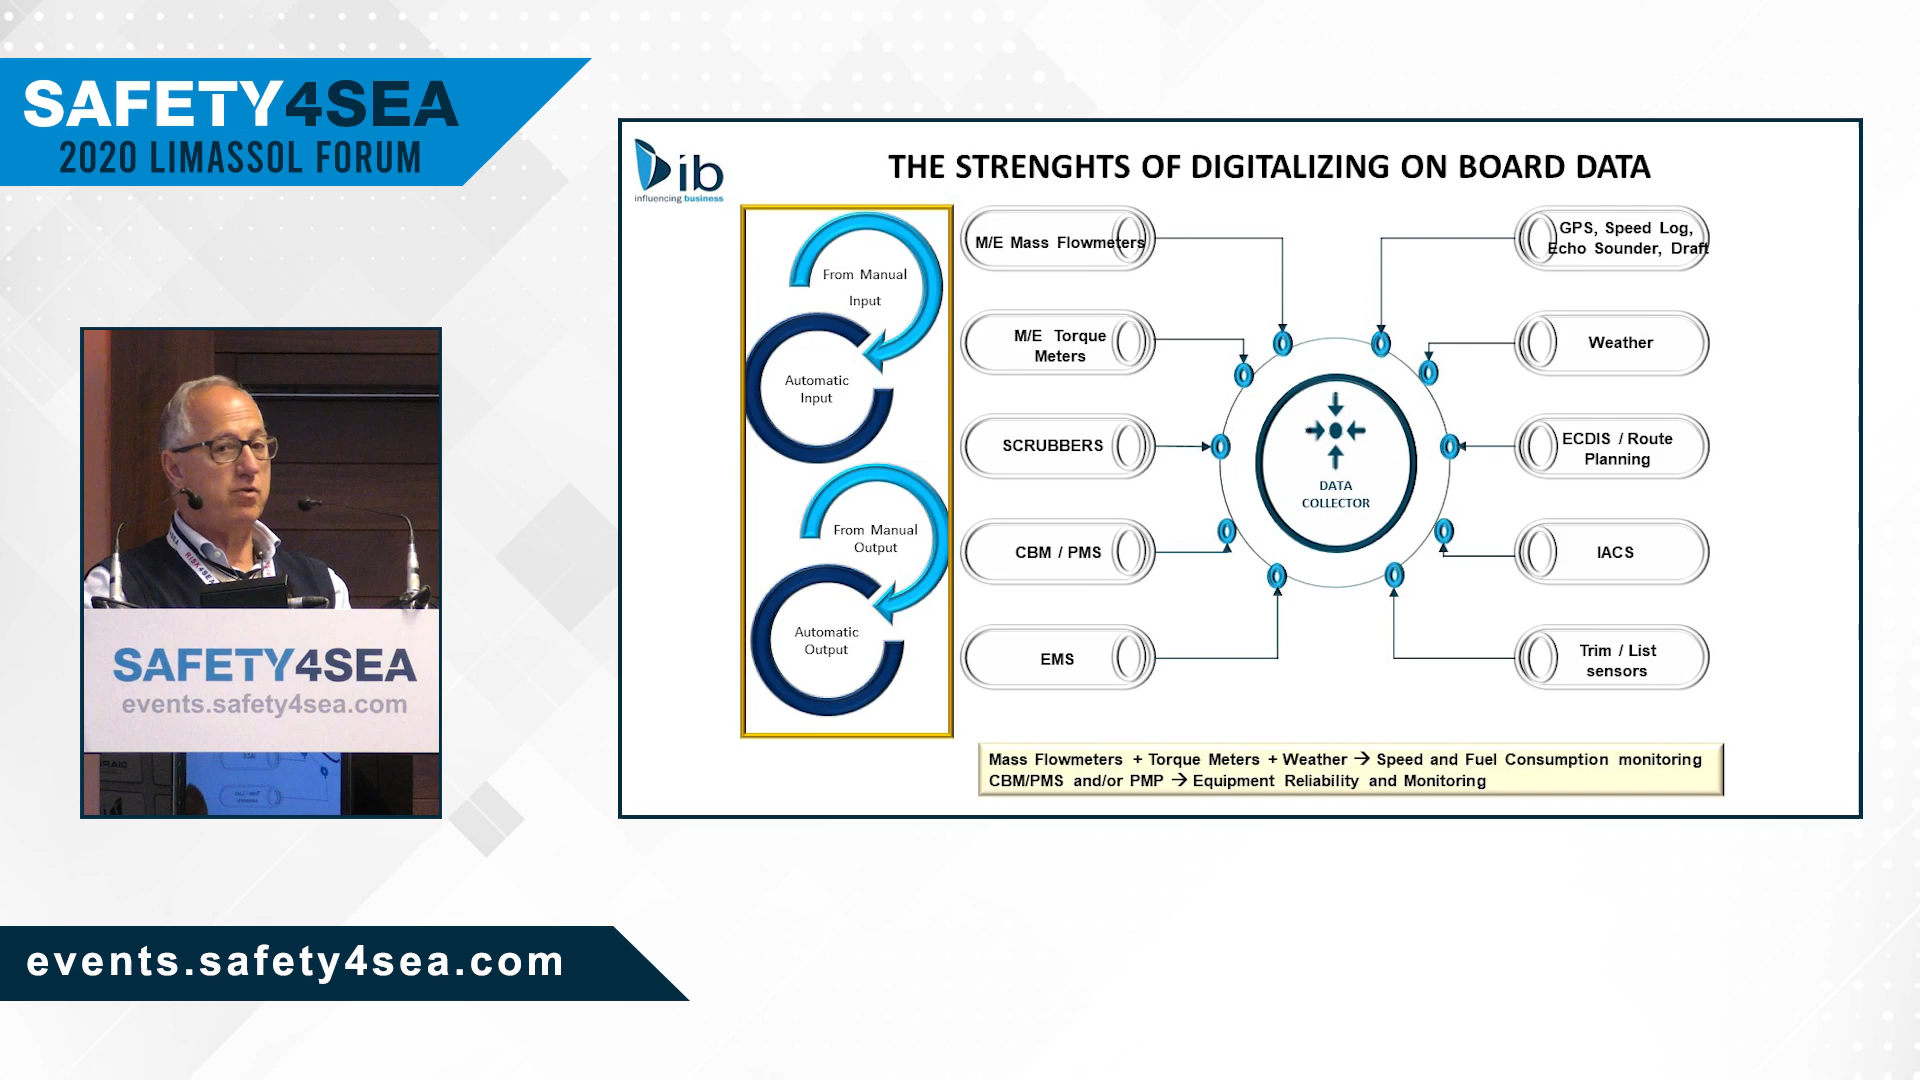 SAFETY4SEA
2020 LIMASSOL FORUM
ib
influencing business
THE STRENGHTS OF DIGITALIZING ON BOARD DATA
From Manual
Input
Automatic
Input
From Manual
Output
Automatic
Output
M/E Mass Flowmeters
M/E Torque
Meters
SCRUBBERS
CBM / PMS
EMS
DATA
COLLECTOR
GPS, Speed Log,
Echo Sounder, Draft
Weather
ECDIS / Route
Planning
IACS
Trim / List
sensors
Mass Flowmeters + Torque Meters + Weather → Speed and Fuel Consumption monitoring
CBM/PMS and/or PMP → Equipment Reliability and Monitoring
RISK4SEA
SAFETY4SEA
events.safety4sea.com
events.safety4sea.com